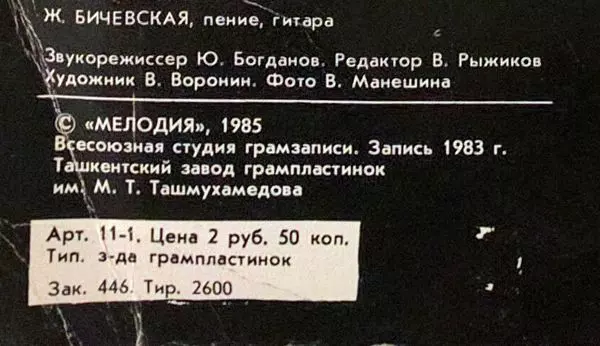 Ж. БИЧЕВСКАЯ, пение, гитара
Звукорежиссер Ю. Богданов. Редактор В. Рыжиков
Художник В. Воронин. Фото В. Манешина
© «МЕЛОДИЯ», 1985
Всесоюзная студия грамзаписи. Запись 1983 г.
Ташкентский завод грампластинок
им. М. Т. Ташмухамедова
Арт. 11-1. Цена 2 руб. 50 коп.
Тип. з-да грампластинок
Зак. 446. Тир. 2600